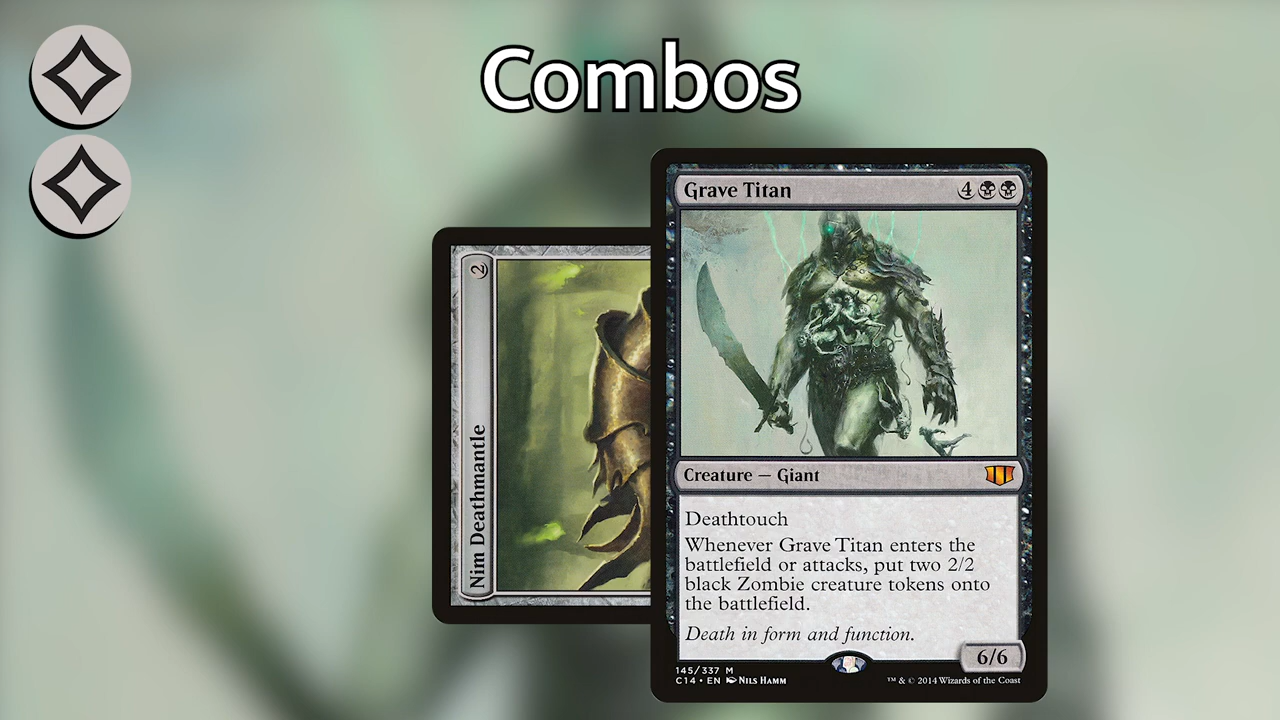 Combos
Grave Titan 4
2
Nim Deathmantle
Creature — Giant
Deathtouch
Whenever Grave Titan enters the
battlefield or attacks, put two 2/2
black Zombie creature tokens onto
the battlefield.
Death in form and function.
6/6
145/337 M
C14 • EN Nils Hamm
™ & © 2014 Wizards of the Coast